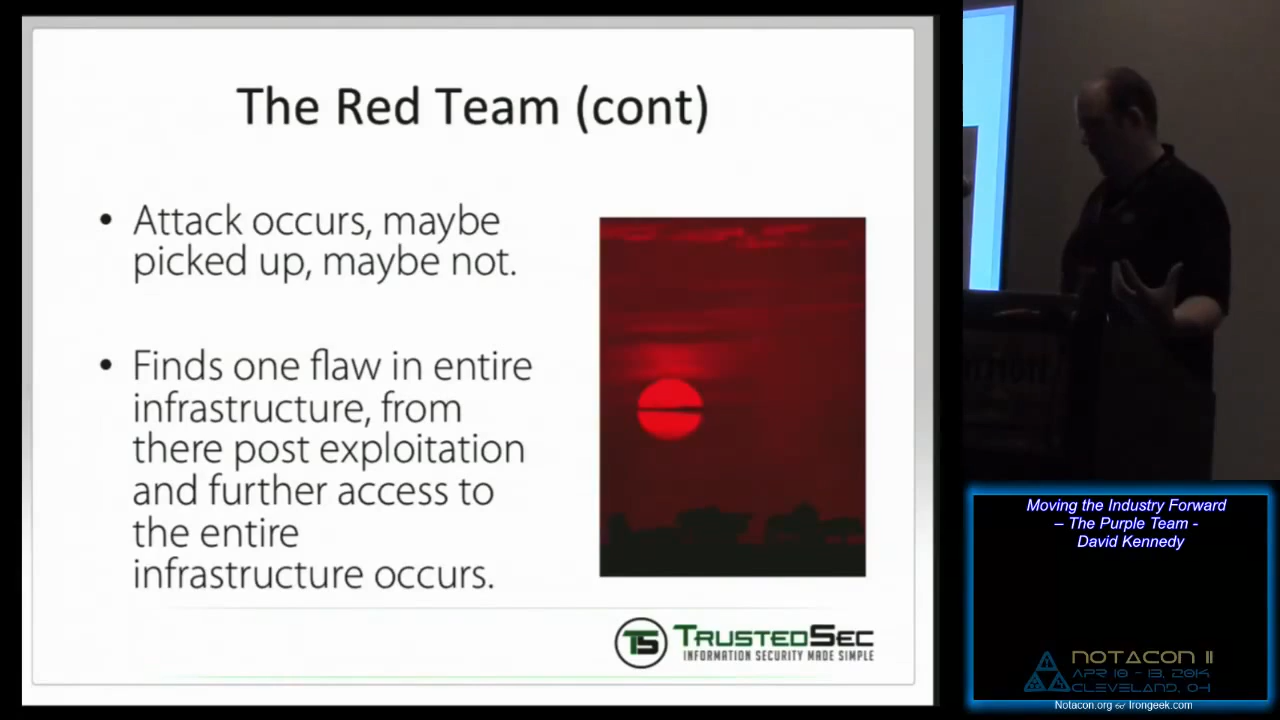 The Red Team (cont)
• Attack occurs, maybe
picked up, maybe not.
• Finds one flaw in entire
infrastructure, from
there post exploitation
and further access to
the entire
infrastructure occurs.
TS
TRUSTEDSEC
INFORMATION SECURITY MADE SIMPLE
Moving the Industry Forward
– The Purple Team -
David Kennedy
NOTACON 11
APR 10 - 13, 2014
CLEVELAND, OH
Notacon.org & Irongeek.com